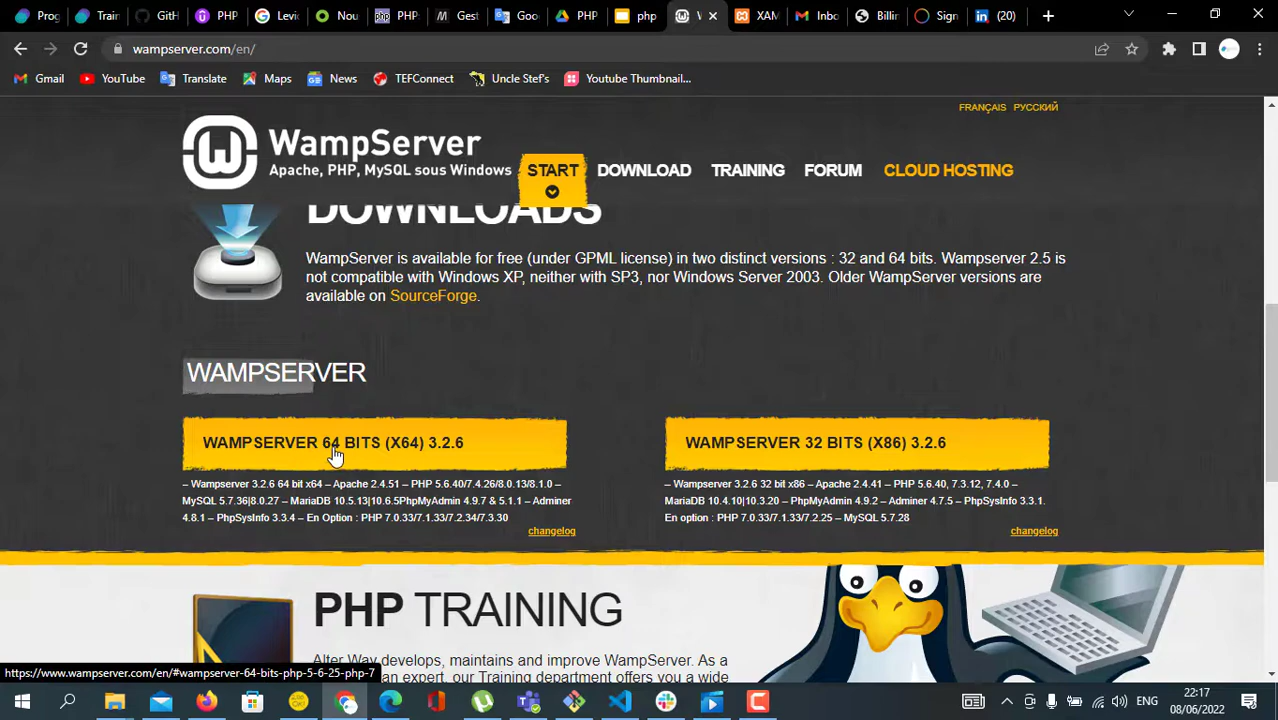 Prog Train GitH PHP Levi Nou PHP Gest Goo PHP php XAM Inbo Billin Sign (20)
wampserver.com/en/
Gmail YouTube Translate Maps News TEFConnect Uncle Stef's Youtube Thumbnail...
FRANÇAIS РУССКИЙ
WampServer
Apache, PHP, MySQL sous Windows
START DOWNLOAD TRAINING FORUM CLOUD HOSTING
DOWNLOADS
WampServer is available for free (under GPML license) in two distinct versions : 32 and 64 bits. Wampserver 2.5 is
not compatible with Windows XP, neither with SP3, nor Windows Server 2003. Older WampServer versions are
available on SourceForge.
WAMPSERVER
WAMPSERVER 64 BITS (X64) 3.2.6
– Wampserver 3.2.6 64 bit x64 – Apache 2.4.51 – PHP 5.6.40/7.4.26/8.0.13/8.1.0 –
MySQL 5.7.36|8.0.27 – MariaDB 10.5.13|10.6.5PhpMyAdmin 4.9.7 & 5.1.1 – Adminer
4.8.1 – PhpSysInfo 3.3.4 – En Option : PHP 7.0.33/7.1.33/7.2.34/7.3.30
changelog
WAMPSERVER 32 BITS (X86) 3.2.6
– Wampserver 3.2.6 32 bit x86 – Apache 2.4.41 – PHP 5.6.40, 7.3.12, 7.4.0 –
MariaDB 10.4.10|10.3.20 – PhpMyAdmin 4.9.2 – Adminer 4.7.5 – PhpSysInfo 3.3.1.
En option : PHP 7.0.33/7.1.33/7.2.25 – MySQL 5.7.28
changelog
PHP TRAINING
Alter Way develops, maintains and improve WampServer. As a
an expert, our Training department offers you a wide
https://www.wampserver.com/en/#wampserver-64-bits-php-5-6-25-php-7
ENG
22:17
08/06/2022